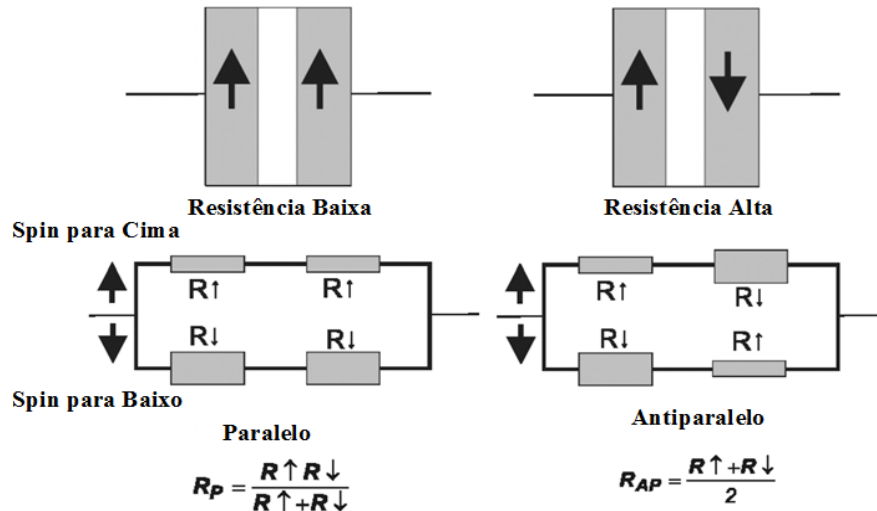 Resistência Baixa
Resistência Alta
Spin para Cima
R↑ R↑
R↓ R↓
R↑ R↓
R↓ R↑
Spin para Baixo
Paralelo
Antiparalelo
R_P = R↑R↓ / R↑+R↓
R_AP = R↑+R↓ / 2